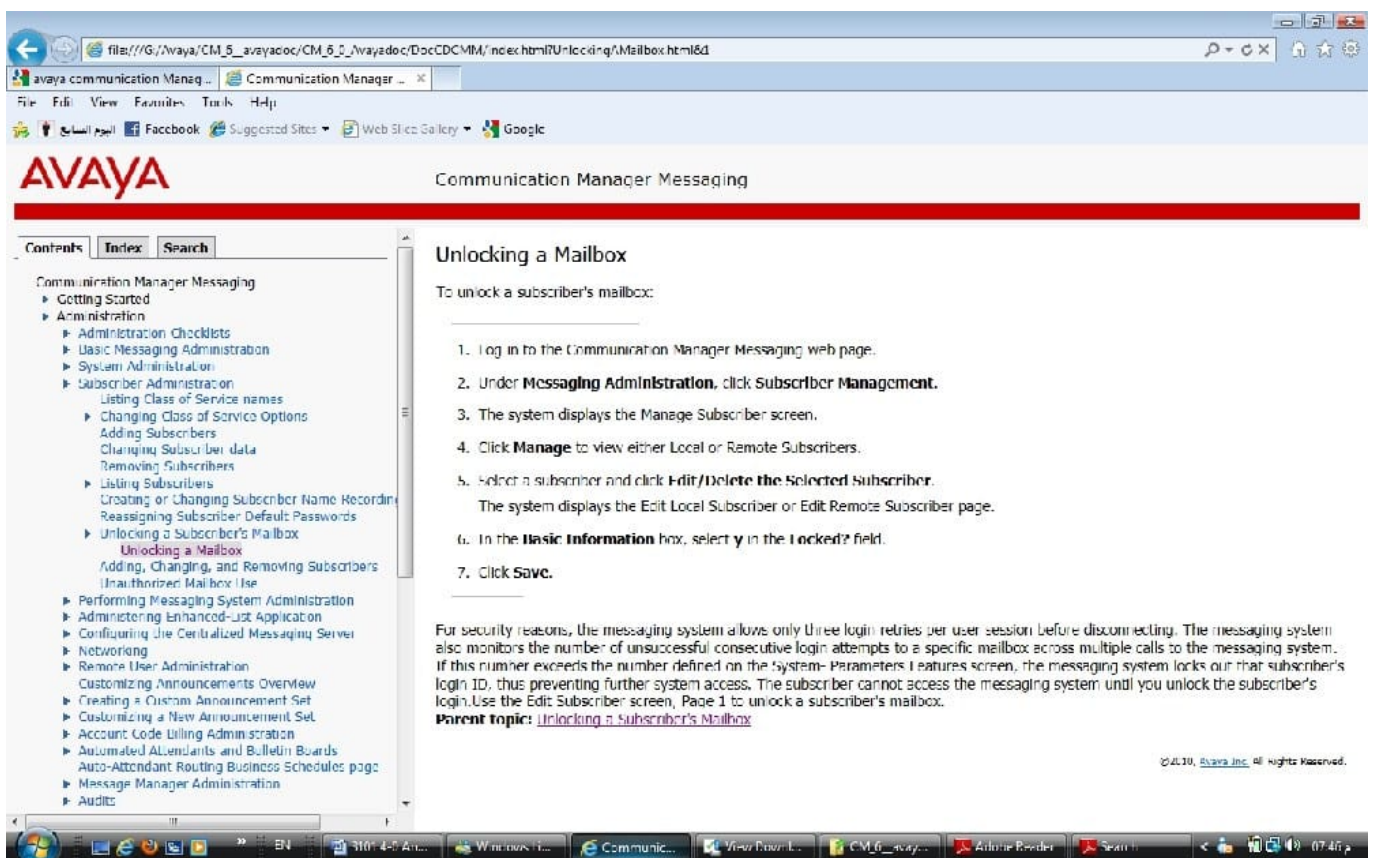 file:///G:/Avaya/CM_6__avayadoc/CM_6_0_Avayadoc/DocCDCMM/index.html?Unlocking/AMailbox.html&1
avaya communication Manag...
Communication Manager ...
File Edit View Favorites Tools Help
اليوم السابع Facebook Suggested Sites Web Slice Gallery Google
AVAYA
Communication Manager Messaging
Contents Index Search
Communication Manager Messaging
Getting Started
Administration
Administration Checklists
Basic Messaging Administration
System Administration
Subscriber Administration
Listing Class of Service names
Changing Class of Service Options
Adding Subscribers
Changing Subscriber data
Removing Subscribers
Listing Subscribers
Creating or Changing Subscriber Name Recording
Reassigning Subscriber Default Passwords
Unlocking a Subscriber's Mailbox
Unlocking a Mailbox
Adding, Changing, and Removing Subscribers
Unauthorized Mailbox Use
Performing Messaging System Administration
Administering Enhanced-List Application
Configuring the Centralized Messaging Server
Networking
Remote User Administration
Customizing Announcements Overview
Creating a Custom Announcement Set
Customizing a New Announcement Set
Account Code Billing Administration
Automated Attendants and Bulletin Boards
Auto-Attendant Routing Business Schedules page
Message Manager Administration
Audits
Unlocking a Mailbox
To unlock a subscriber's mailbox:
1. Log in to the Communication Manager Messaging web page.
2. Under Messaging Administration, click Subscriber Management.
3. The system displays the Manage Subscriber screen.
4. Click Manage to view either Local or Remote Subscribers.
5. Select a subscriber and click Edit/Delete the Selected Subscriber.
The system displays the Edit Local Subscriber or Edit Remote Subscriber page.
6. In the Basic Information box, select y in the Locked? field.
7. Click Save.
For security reasons, the messaging system allows only three login retries per user session before disconnecting. The messaging system
also monitors the number of unsuccessful consecutive login attempts to a specific mailbox across multiple calls to the messaging system.
If this number exceeds the number defined on the System- Parameters Features screen, the messaging system locks out that subscriber's
login ID, thus preventing further system access. The subscriber cannot access the messaging system until you unlock the subscriber's
login.Use the Edit Subscriber screen, Page 1 to unlock a subscriber's mailbox.
Parent topic: Unlocking a Subscriber's Mailbox
©2010, Avaya Inc. All Rights Reserved.
EN 3101 4-0 An... Windows Li... Communic... View Downl... CM_6__avay... Adobe Reader Search 07:46 م